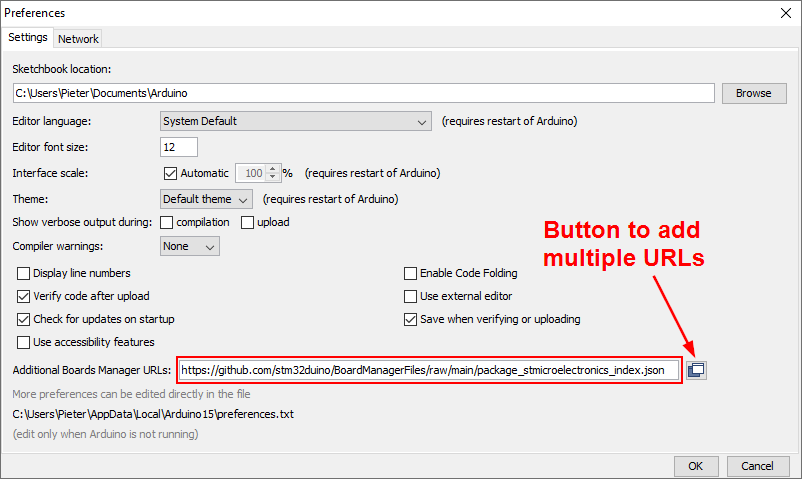 Preferences
Settings Network
Sketchbook location:
C:\Users\Pieter\Documents\Arduino Browse
Editor language: System Default (requires restart of Arduino)
Editor font size: 12
Interface scale: Automatic 100 % (requires restart of Arduino)
Theme: Default theme (requires restart of Arduino)
Show verbose output during: compilation upload
Compiler warnings: None
Button to add
multiple URLs
Display line numbers Enable Code Folding
Verify code after upload Use external editor
Check for updates on startup Save when verifying or uploading
Use accessibility features
Additional Boards Manager URLs: https://github.com/stm32duino/BoardManagerFiles/raw/main/package_stmicroelectronics_index.json
More preferences can be edited directly in the file
C:\Users\Pieter\AppData\Local\Arduino15\preferences.txt
(edit only when Arduino is not running)
OK Cancel